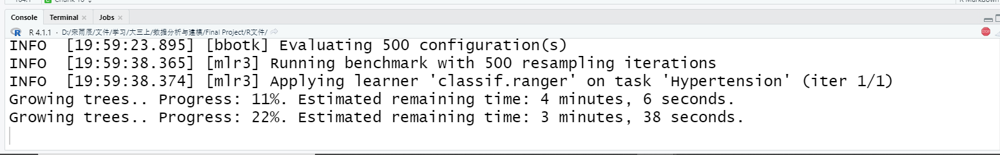 Console Terminal × Jobs ×
R 4.1.1 · D:/宋雨辰/文件/学习/大三上/数据分析与建模/Final Project/R文件/
STOP
INFO [19:59:23.895] [bbotk] Evaluating 500 configuration(s)
INFO [19:59:38.365] [mlr3] Running benchmark with 500 resampling iterations
INFO [19:59:38.374] [mlr3] Applying learner 'classif.ranger' on task 'Hypertension' (iter 1/1)
Growing trees.. Progress: 11%. Estimated remaining time: 4 minutes, 6 seconds.
Growing trees.. Progress: 22%. Estimated remaining time: 3 minutes, 38 seconds.